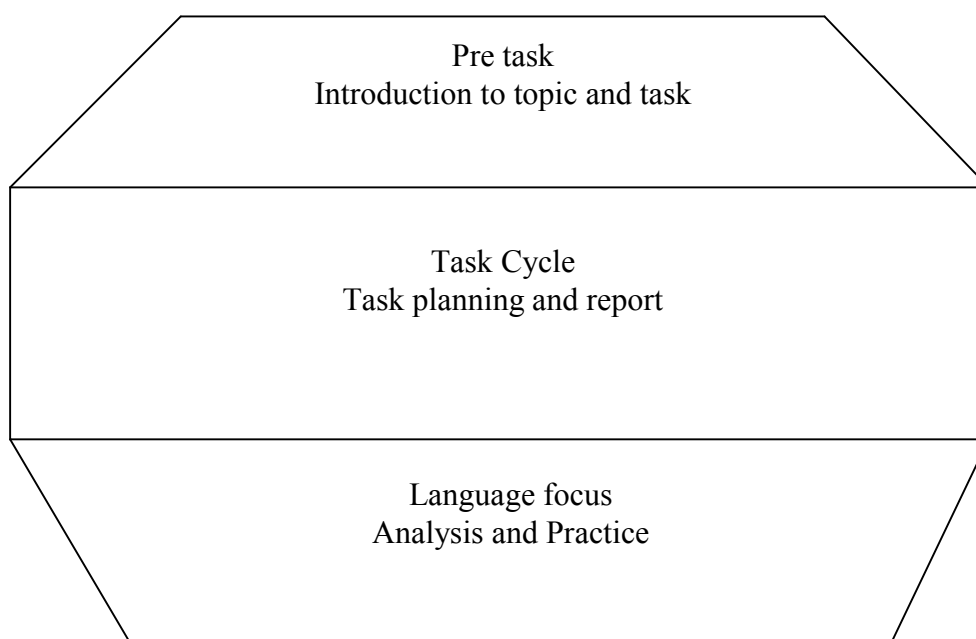 Pre task
Introduction to topic and task
Task Cycle
Task planning and report
Language focus
Analysis and Practice